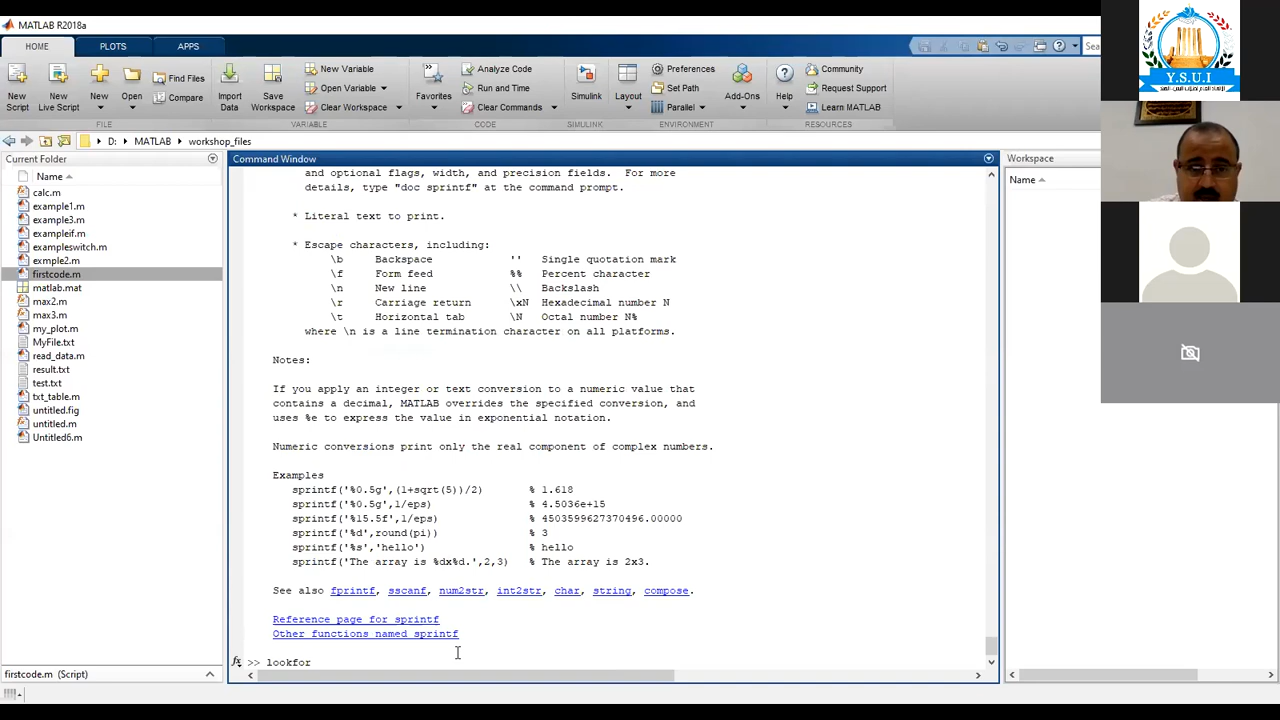 MATLAB R2018a
HOME
PLOTS
APPS
Sea
New Script
New Live Script
New
Open
Find Files
Compare
FILE
Import Data
Save Workspace
New Variable
Open Variable
Clear Workspace
VARIABLE
Favorites
Analyze Code
Run and Time
Clear Commands
CODE
Simulink
SIMULINK
Layout
Preferences
Set Path
Parallel
ENVIRONMENT
Add-Ons
Help
Community
Request Support
Learn MATLAB
RESOURCES
D: MATLAB workshop_files
Current Folder
Name
calc.m
example1.m
example3.m
exampleif.m
exampleswitch.m
exmple2.m
firstcode.m
matlab.mat
max2.m
max3.m
my_plot.m
MyFile.txt
read_data.m
result.txt
test.txt
txt_table.m
untitled.fig
untitled.m
Untitled6.m
firstcode.m (Script)
Command Window
and optional flags, width, and precision fields. For more
details, type "doc sprintf" at the command prompt.
* Literal text to print.
* Escape characters, including:
\b Backspace '' Single quotation mark
\f Form feed %% Percent character
\n New line \\ Backslash
\r Carriage return \xN Hexadecimal number N
\t Horizontal tab \N Octal number N%
where \n is a line termination character on all platforms.
Notes:
If you apply an integer or text conversion to a numeric value that
contains a decimal, MATLAB overrides the specified conversion, and
uses %e to express the value in exponential notation.
Numeric conversions print only the real component of complex numbers.
Examples
sprintf('%0.5g',(1+sqrt(5))/2) % 1.618
sprintf('%0.5g',1/eps) % 4.5036e+15
sprintf('%15.5f',1/eps) % 4503599627370496.00000
sprintf('%d',round(pi)) % 3
sprintf('%s','hello') % hello
sprintf('The array is %dx%d.',2,3) % The array is 2x3.
See also fprintf, sscanf, num2str, int2str, char, string, compose.
Reference page for sprintf
Other functions named sprintf
fx >> lookfor
Workspace
Name
Y.S.U.I